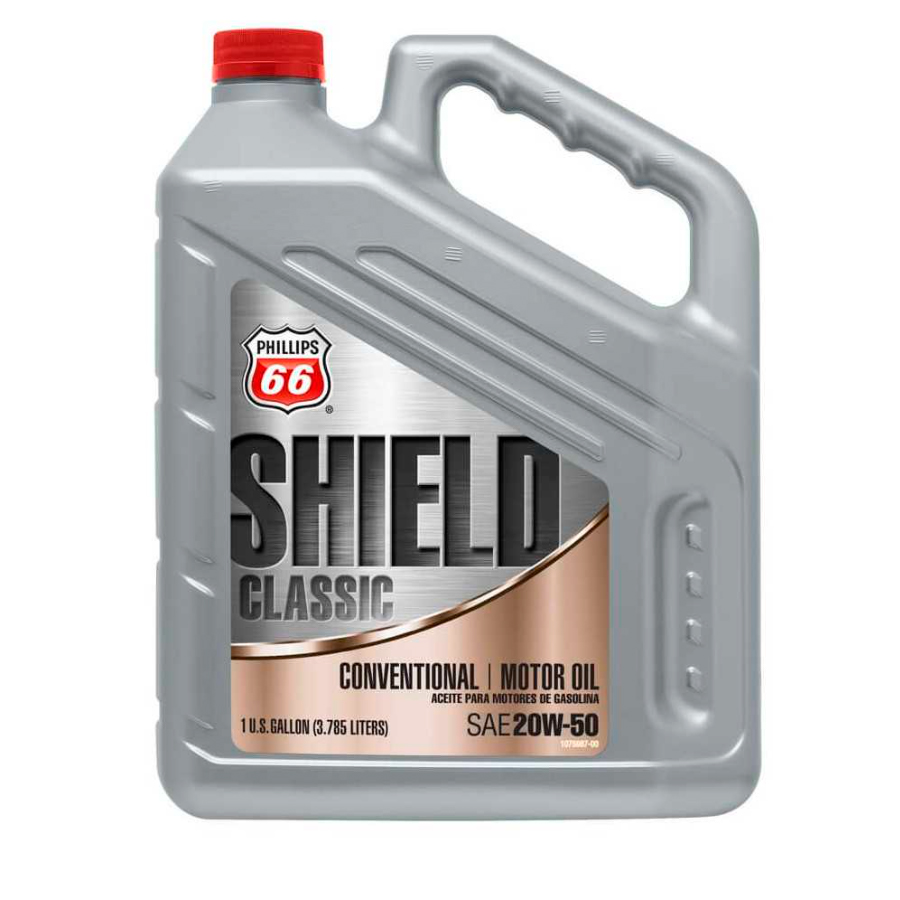 PHILLIPS
66
®
SHIELD
CLASSIC
CONVENTIONAL | MOTOR OIL
ACEITE PARA MOTORES DE GASOLINA
1 U.S. GALLON (3.785 LITERS)
SAE 20W-50